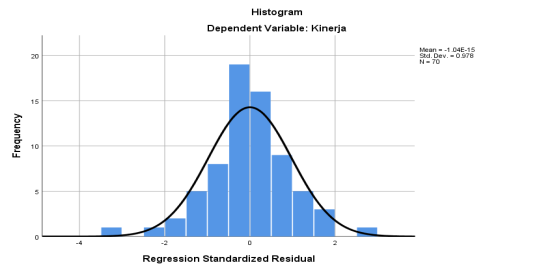 Histogram
Dependent Variable: Kinerja
Mean = -1.04E-15
Std. Dev. = 0.978
N = 70
Frequency
20
15
10
5
0
-4
-2
0
2
Regression Standardized Residual